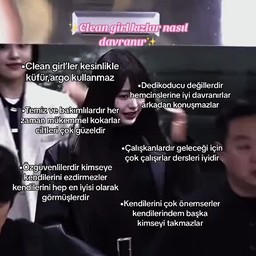 ✨Clean girl kızlar nasıl
davranır✨
•Clean girl'ler kesinlikle
küfür,argo kullanmaz
•Dedikoducu değillerdir
hemcinslerine iyi davranırlar
arkadan konuşmazlar
•Temiz ve bakımlılardır her
zaman mükemmel kokarlar
ciltleri çok güzeldir
•Çalışkanlardır geleceği için
çok çalışırlar dersleri iyidir
•Özgüvenlilerdir kimseye
kendilerini ezdirmezler
kendilerini hep en iyisi olarak
görmüşlerdir
•Kendilerini çok önemserler
kendilerindem başka
kimseyi takmazlar